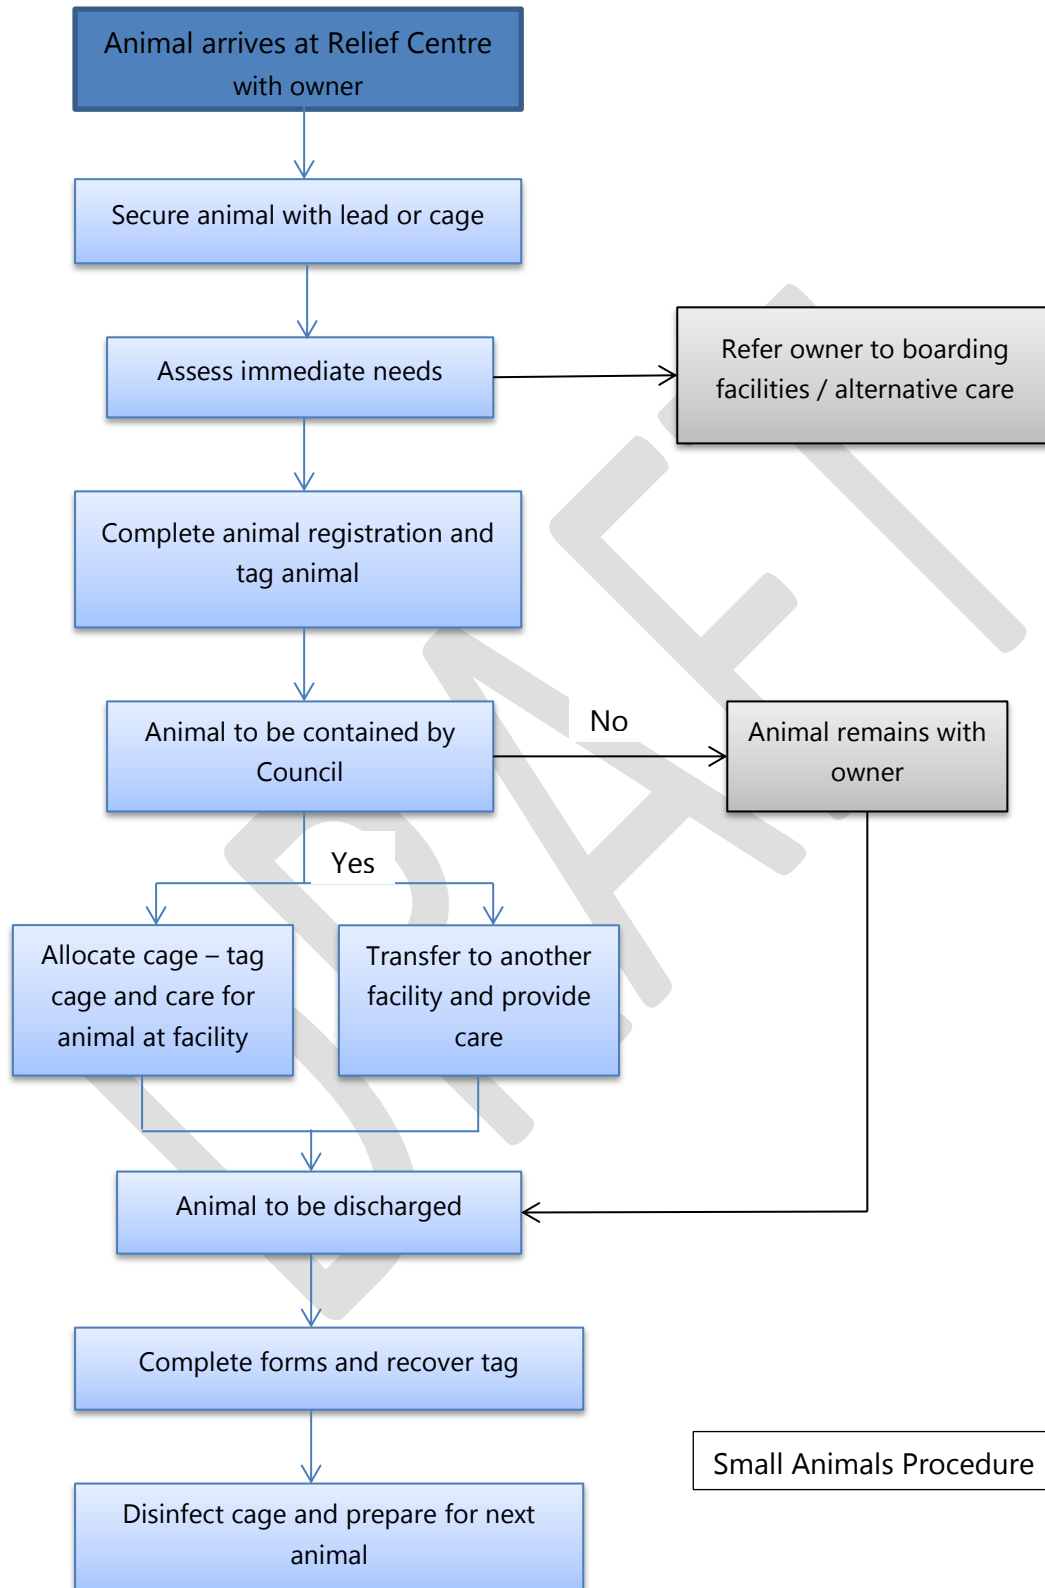 Animal arrives at Relief Centre
with owner
Secure animal with lead or cage
Assess immediate needs
Refer owner to boarding
facilities / alternative care
Complete animal registration and
tag animal
Animal to be contained by
Council
No
Animal remains with
owner
Yes
Allocate cage – tag
cage and care for
animal at facility
Transfer to another
facility and provide
care
Animal to be discharged
Complete forms and recover tag
Small Animals Procedure
Disinfect cage and prepare for next
animal
DRAFT